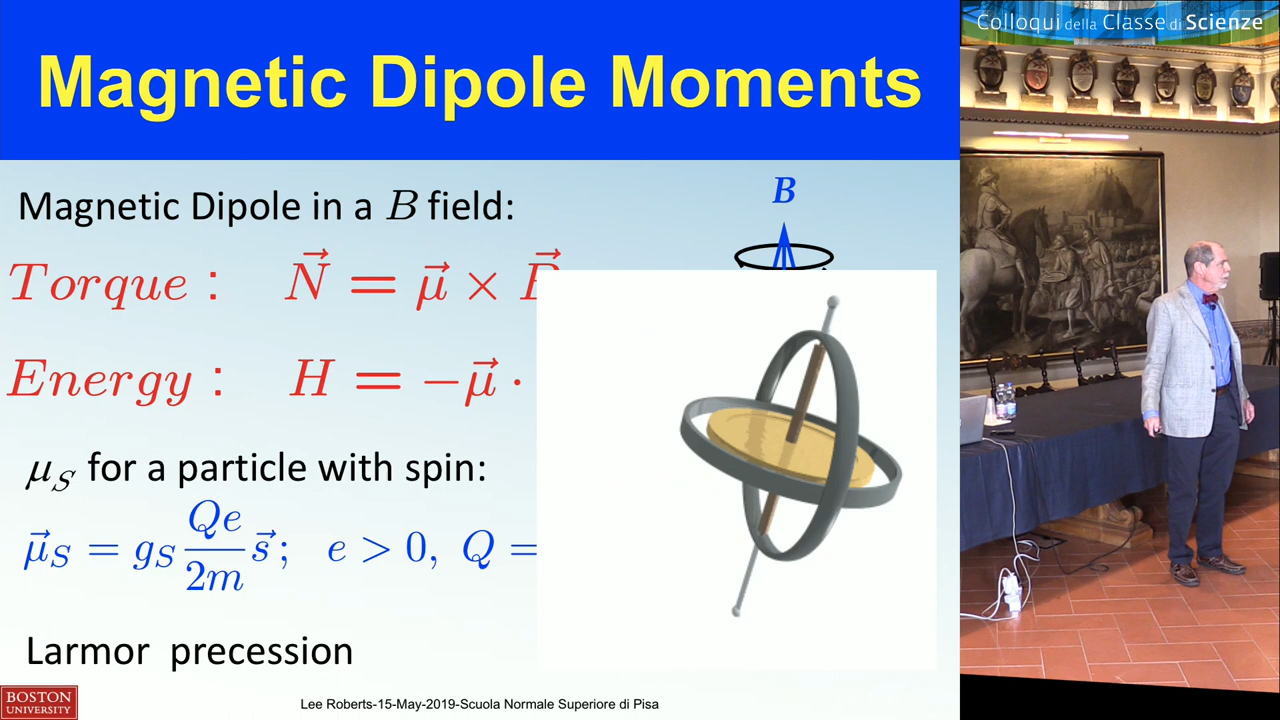 Colloqui della Classe di Scienze
Magnetic Dipole Moments
Magnetic Dipole in a B field:
B
Torque : N⃗ = μ⃗ × B⃗
Energy : H = −μ⃗ ·
μ_S for a particle with spin:
μ⃗_S = g_S Qe/2m s⃗; e > 0, Q =
Larmor precession
BOSTON
UNIVERSITY
Lee Roberts-15-May-2019-Scuola Normale Superiore di Pisa